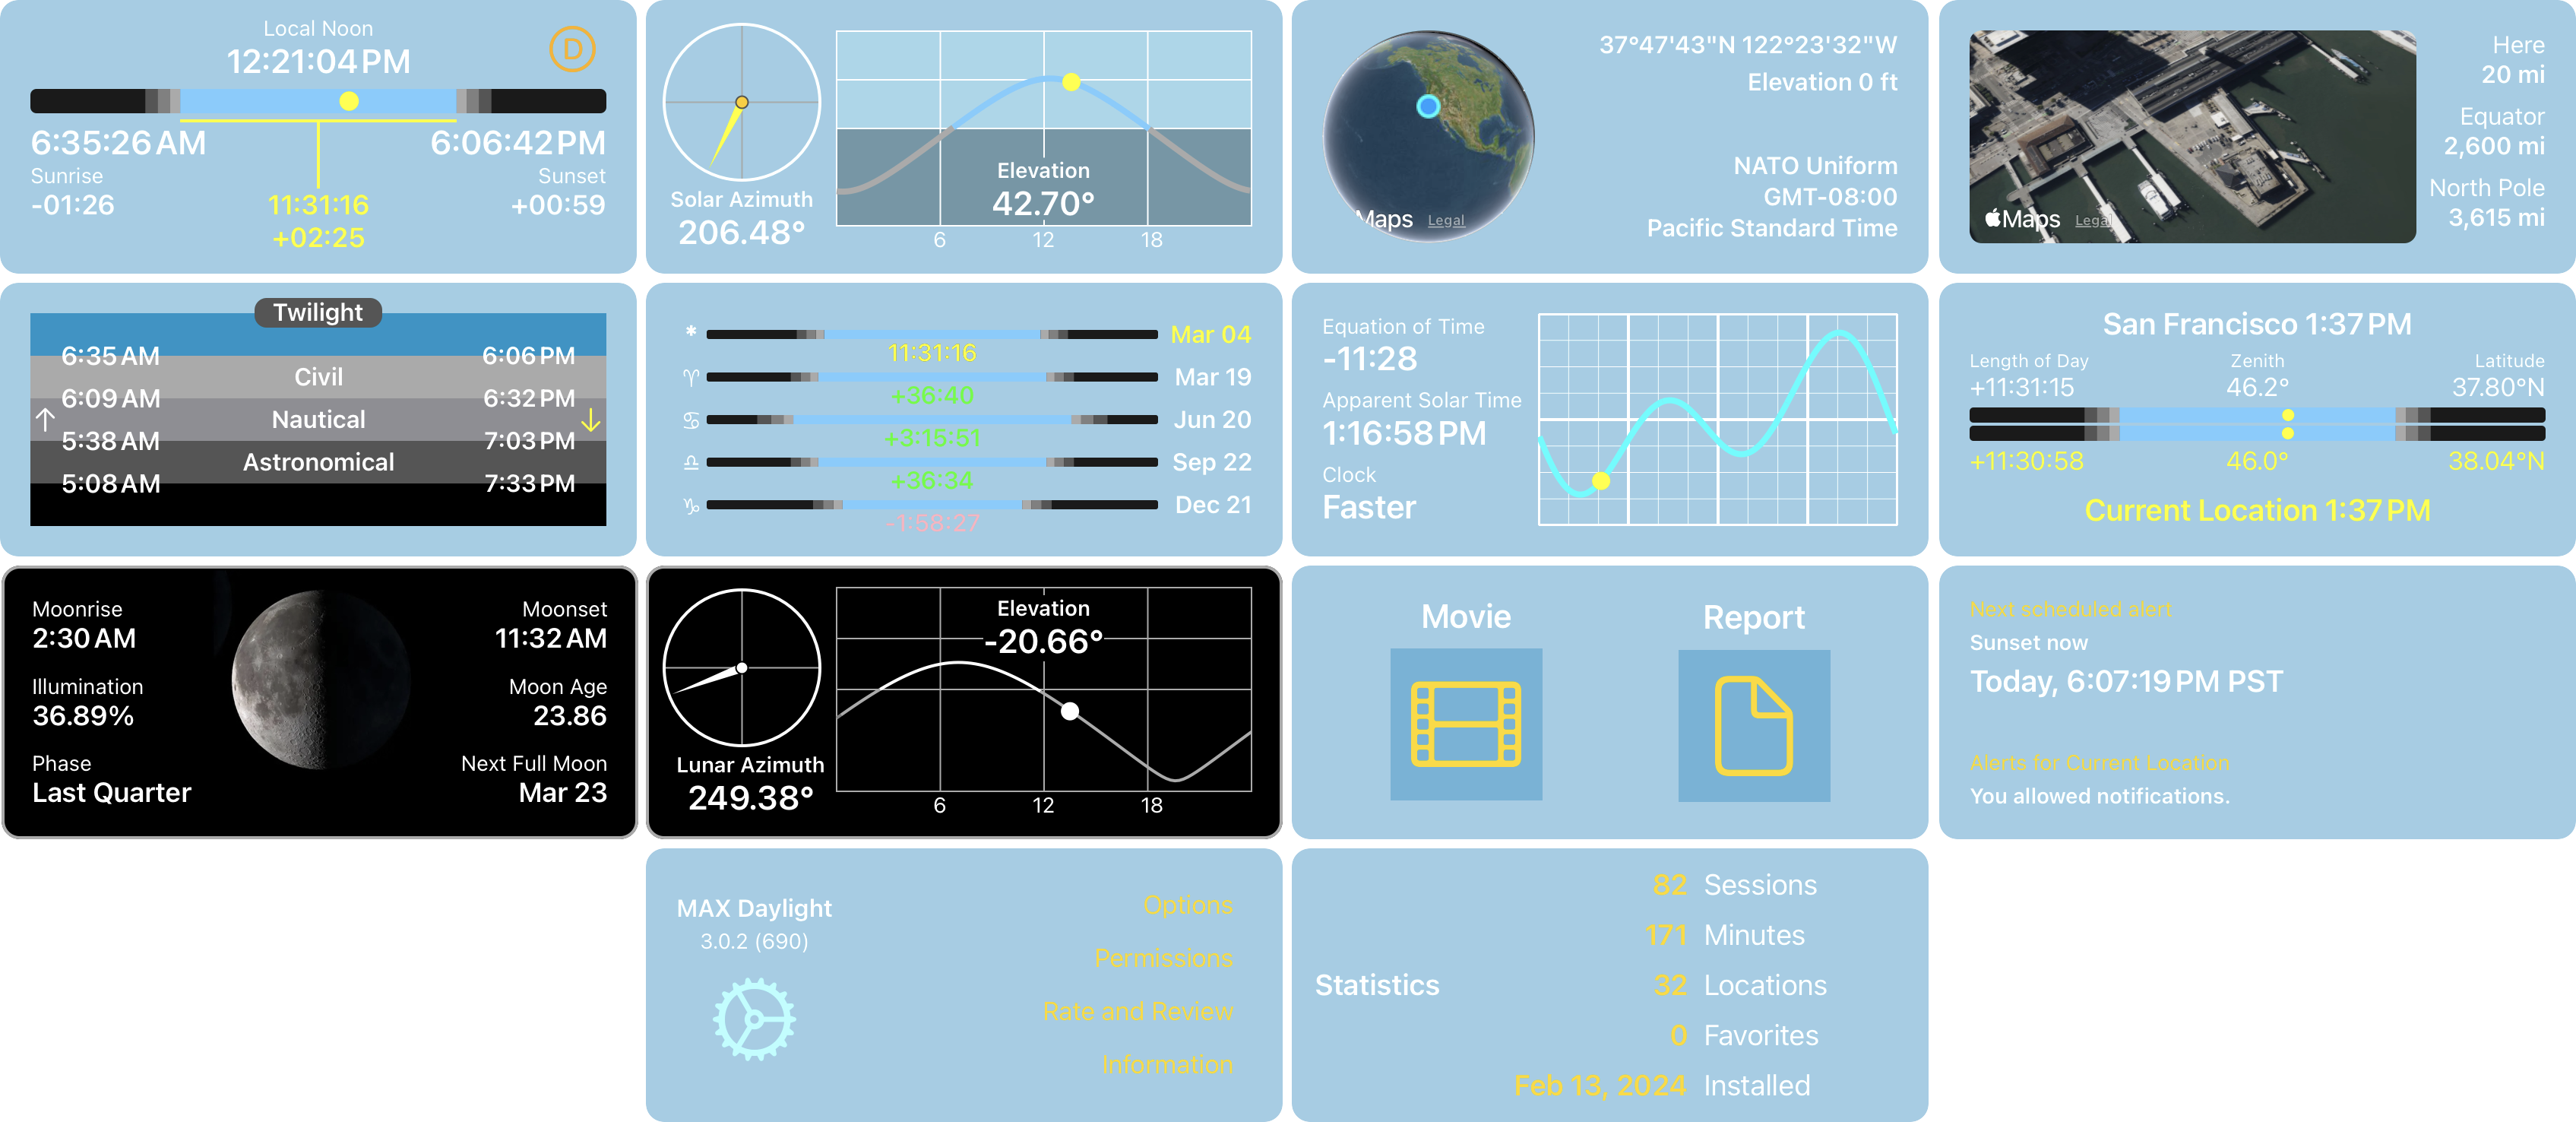 Local Noon
12:21:04 PM
D
6:35:26 AM
6:06:42 PM
Sunrise
Sunset
-01:26
11:31:16
+00:59
+02:25
Solar Azimuth
206.48°
Elevation
42.70°
6
12
18
37°47'43"N 122°23'32"W
Elevation 0 ft
NATO Uniform
GMT-08:00
Pacific Standard Time
Maps
Legal
Here
20 mi
Equator
2,600 mi
North Pole
3,615 mi
Maps
Legal
Twilight
6:35 AM
6:06 PM
Civil
6:09 AM
6:32 PM
Nautical
5:38 AM
7:03 PM
Astronomical
5:08 AM
7:33 PM
* Mar 04
11:31:16
♈ Mar 19
+36:40
♋ Jun 20
+3:15:51
♎ Sep 22
+36:34
♑ Dec 21
-1:58:27
Equation of Time
-11:28
Apparent Solar Time
1:16:58 PM
Clock
Faster
San Francisco 1:37 PM
Length of Day
Zenith
Latitude
+11:31:15
46.2°
37.80°N
+11:30:58
46.0°
38.04°N
Current Location 1:37 PM
Moonrise
Moonset
2:30 AM
11:32 AM
Illumination
Moon Age
36.89%
23.86
Phase
Next Full Moon
Last Quarter
Mar 23
Elevation
-20.66°
Lunar Azimuth
249.38°
6
12
18
Movie
Report
Next scheduled alert
Sunset now
Today, 6:07:19 PM PST
Alerts for Current Location
You allowed notifications.
MAX Daylight
3.0.2 (690)
Options
Permissions
Rate and Review
Information
Statistics
82 Sessions
171 Minutes
32 Locations
0 Favorites
Feb 13, 2024 Installed